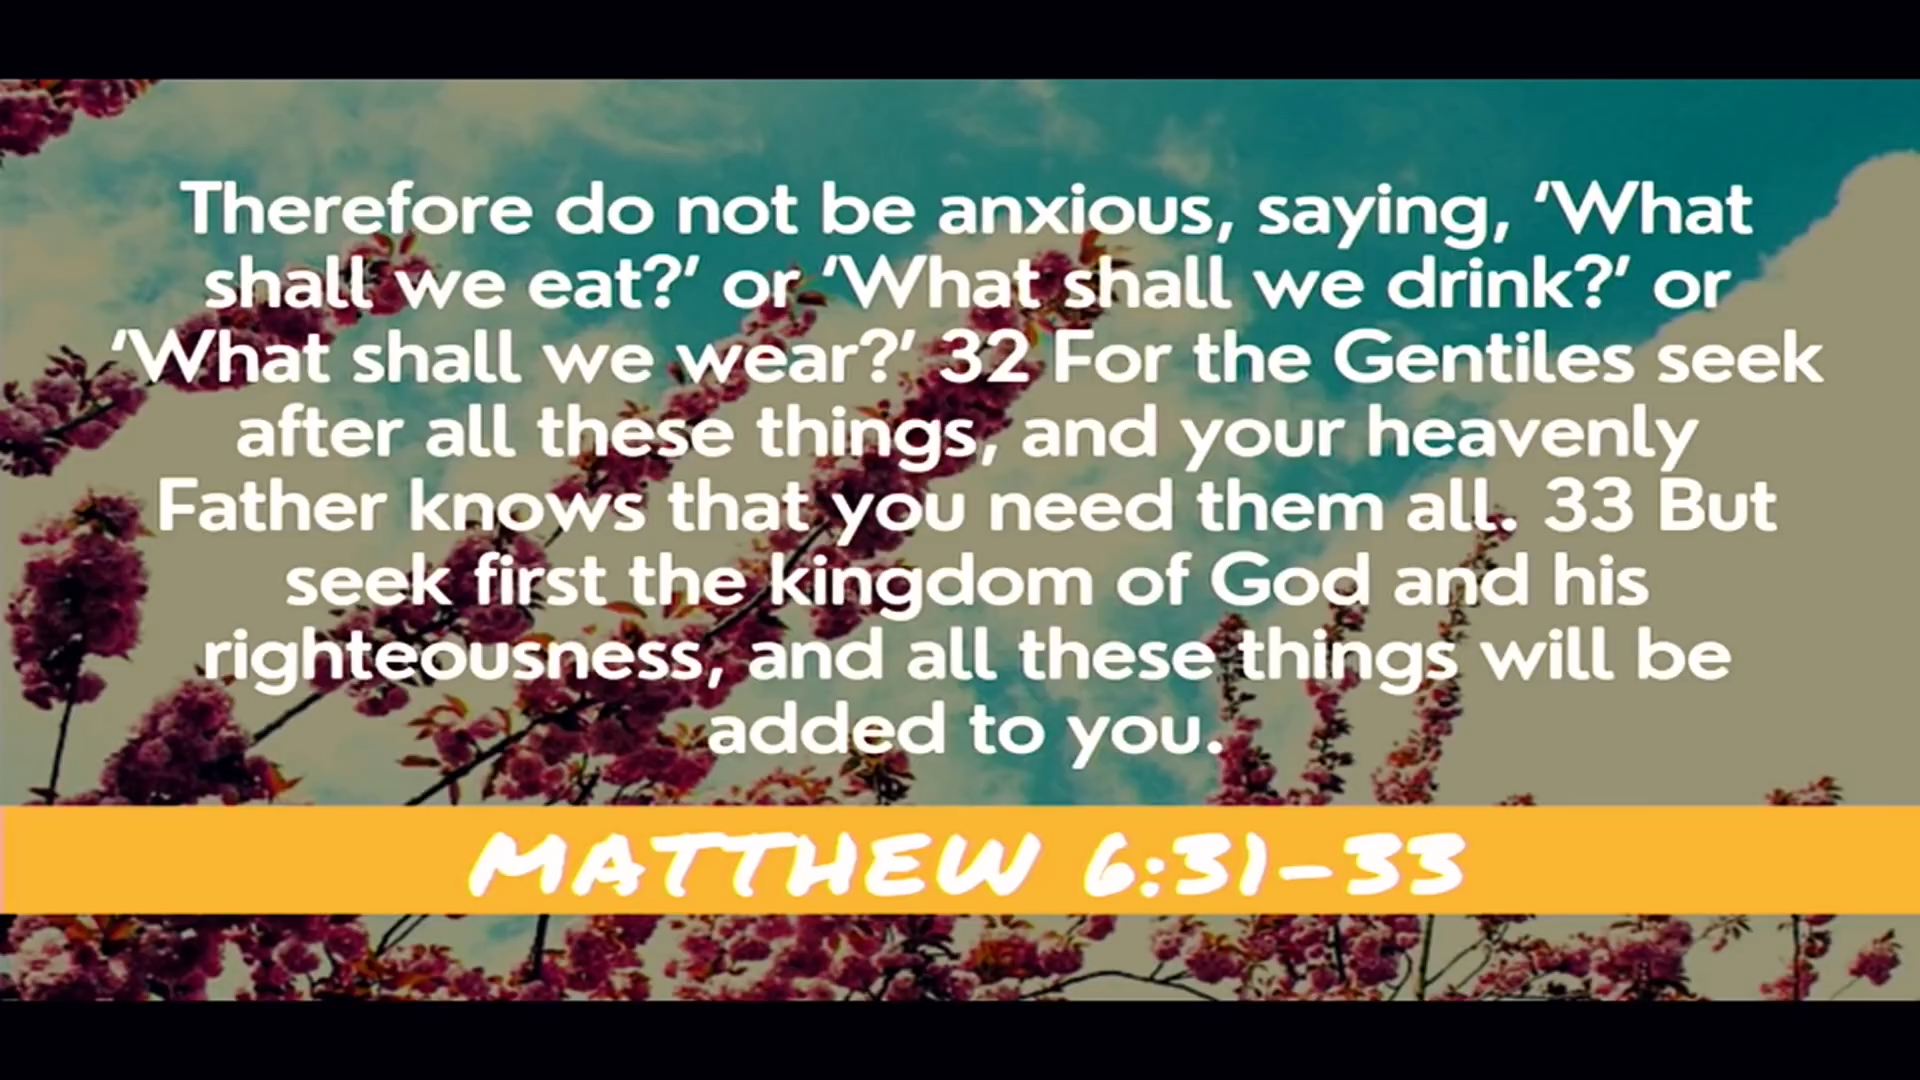 Therefore do not be anxious, saying, ‘What
shall we eat?’ or ‘What shall we drink?’ or
‘What shall we wear?’ 32 For the Gentiles seek
after all these things, and your heavenly
Father knows that you need them all. 33 But
seek first the kingdom of God and his
righteousness, and all these things will be
added to you.
MATTHEW 6:31-33